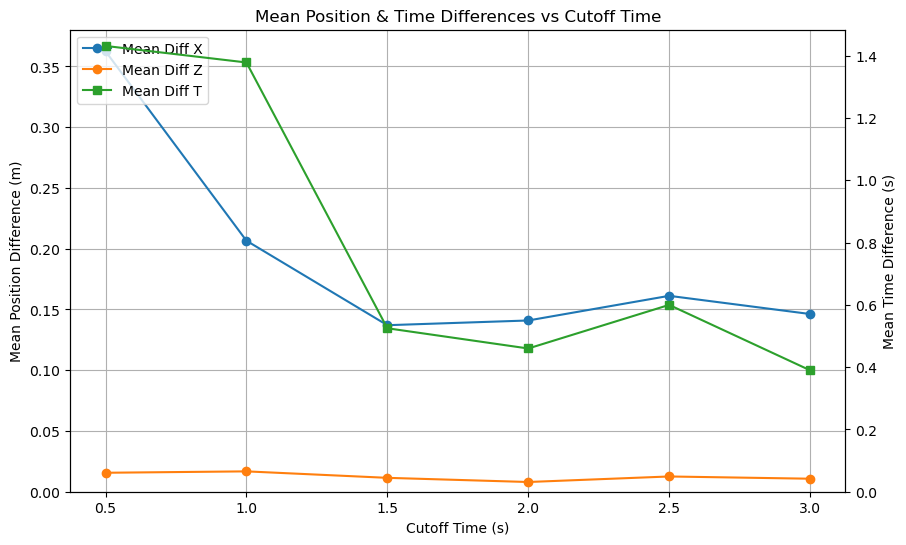 Mean Position & Time Differences vs Cutoff Time
Mean Diff X
Mean Diff Z
Mean Diff T
Mean Position Difference (m)
0.35
0.30
0.25
0.20
0.15
0.10
0.05
0.00
1.4
1.2
1.0
0.8
0.6
0.4
0.2
0.0
Mean Time Difference (s)
0.5 1.0 1.5 2.0 2.5 3.0
Cutoff Time (s)